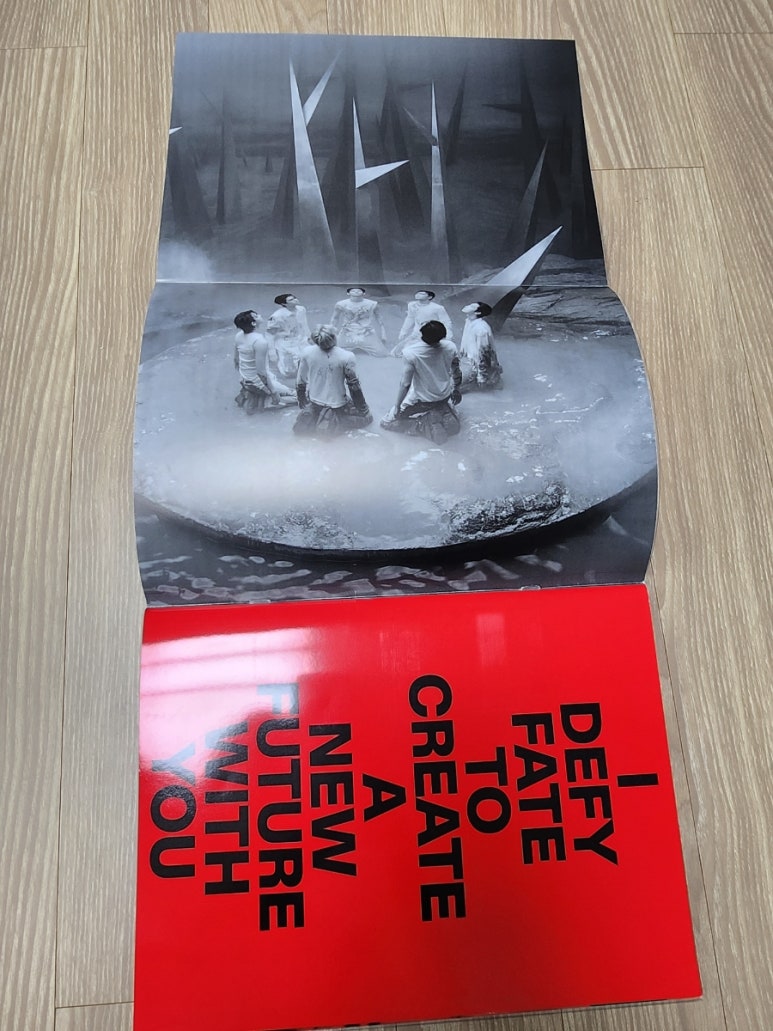 I
DEFY
FATE
TO
CREATE
A
NEW
FUTURE
WITH
YOU